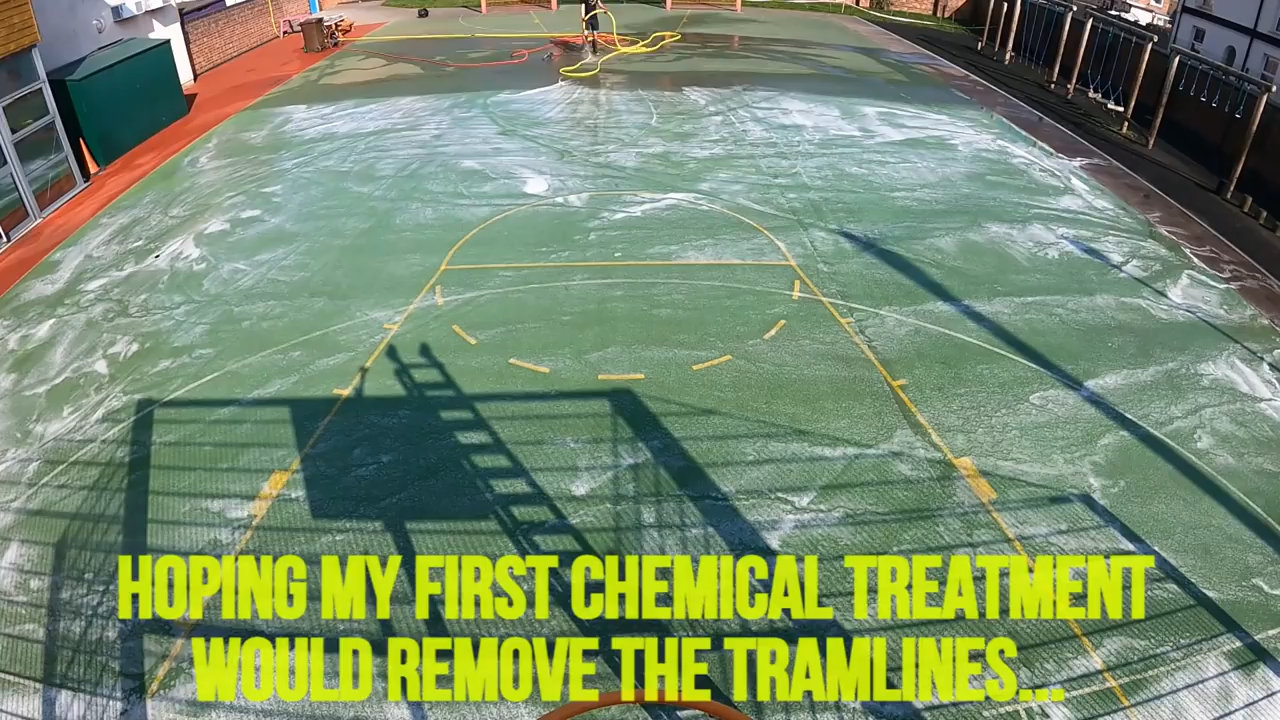 HOPING MY FIRST CHEMICAL TREATMENT
WOULD REMOVE THE TRAMLINES...